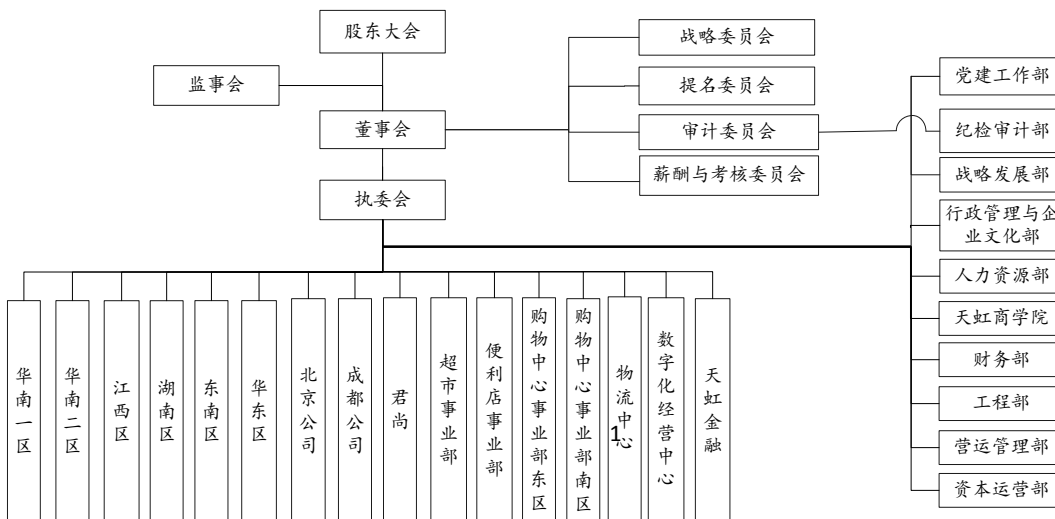 股东大会
监事会
董事会
执委会
战略委员会
提名委员会
审计委员会
薪酬与考核委员会
党建工作部
纪检审计部
战略发展部
行政管理与企
业文化部
人力资源部
天虹商学院
财务部
工程部
营运管理部
资本运营部
华南一区
华南二区
江西区
湖南区
东南区
华东区
北京公司
成都公司
君尚
超市事业部
便利店事业部
购物中心事业部东区
购物中心事业部南区
物流中心
1
数字化经营中心
天虹金融